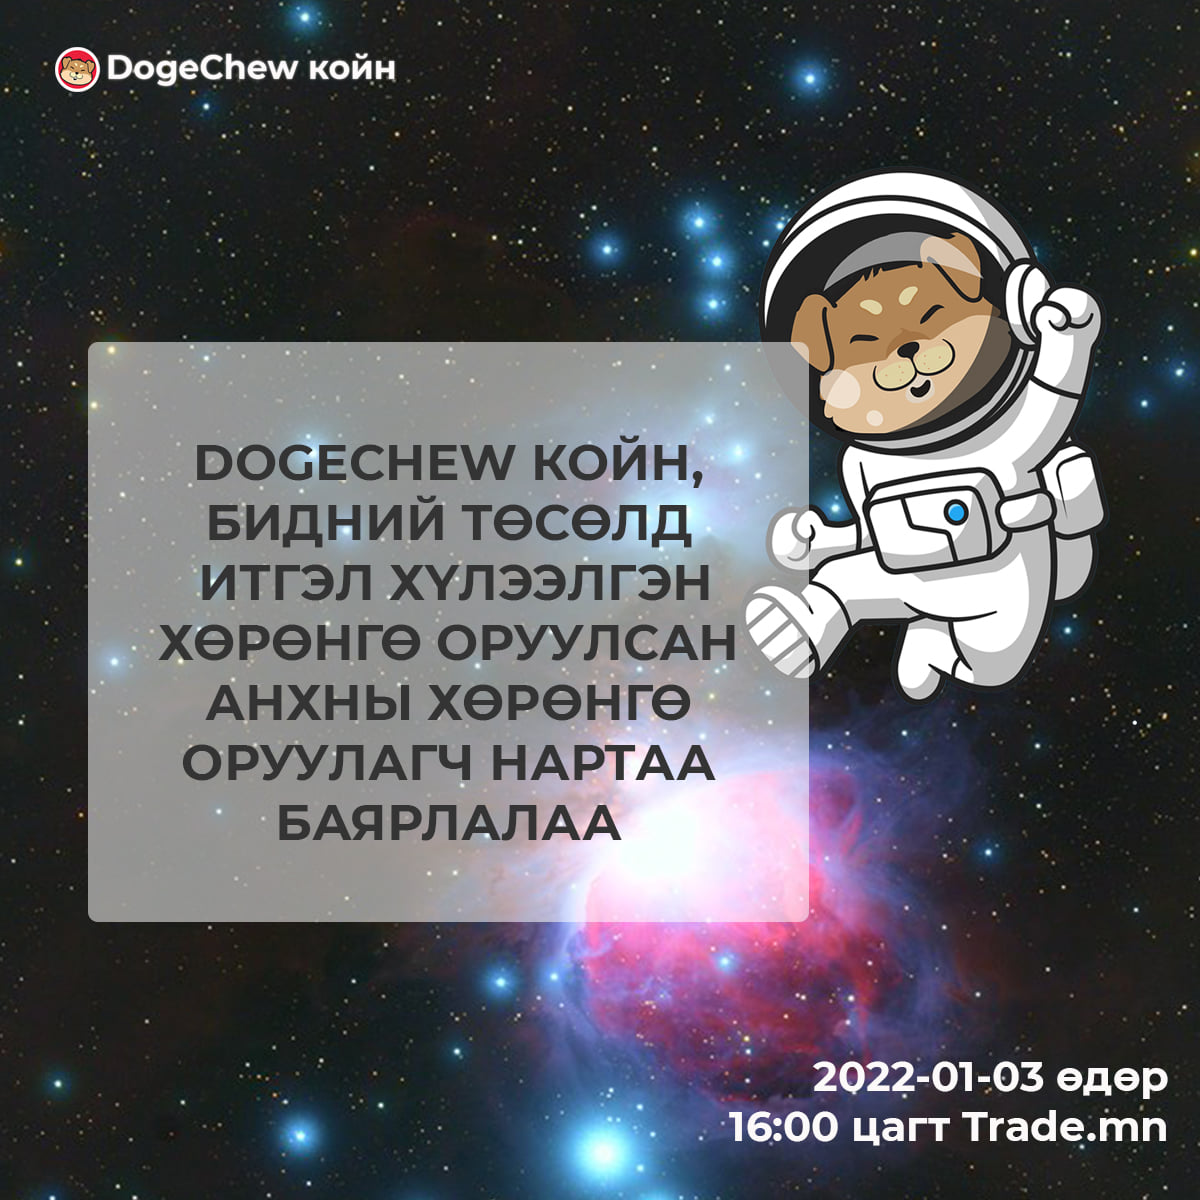 DogeChew койн
DOGECHEW КОЙН,
БИДНИЙ ТӨСӨЛД
ИТГЭЛ ХҮЛЭЭЛГЭН
ХӨРӨНГӨ ОРУУЛСАН
АНХНЫ ХӨРӨНГӨ
ОРУУЛАГЧ НАРТАА
БАЯРЛАЛАА
2022-01-03 өдөр
16:00 цагт Trade.mn